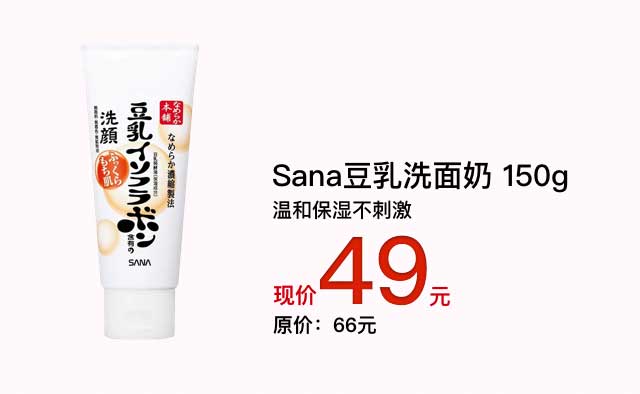 なめらか
本舗
なめらか濃縮製法
豆乳イソフラボン
含有の
洗顔
ふっくら
もち肌
SANA
Sana豆乳洗面奶 150g
温和保湿不刺激
现价49元
原价：66元